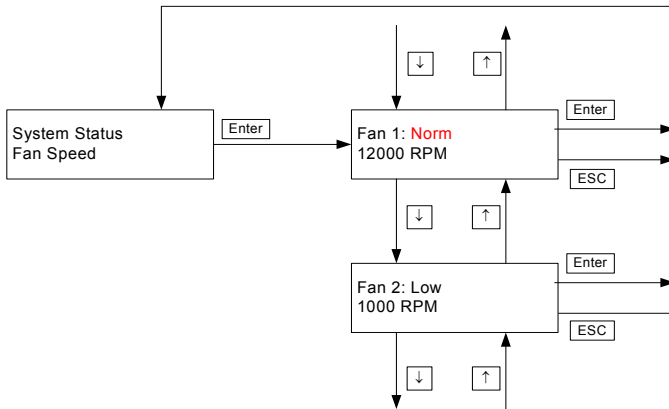 ↓
↑
System Status
Fan Speed
Enter
Fan 1: Norm
12000 RPM
Enter
ESC
↓
↑
Fan 2: Low
1000 RPM
Enter
ESC
↓
↑